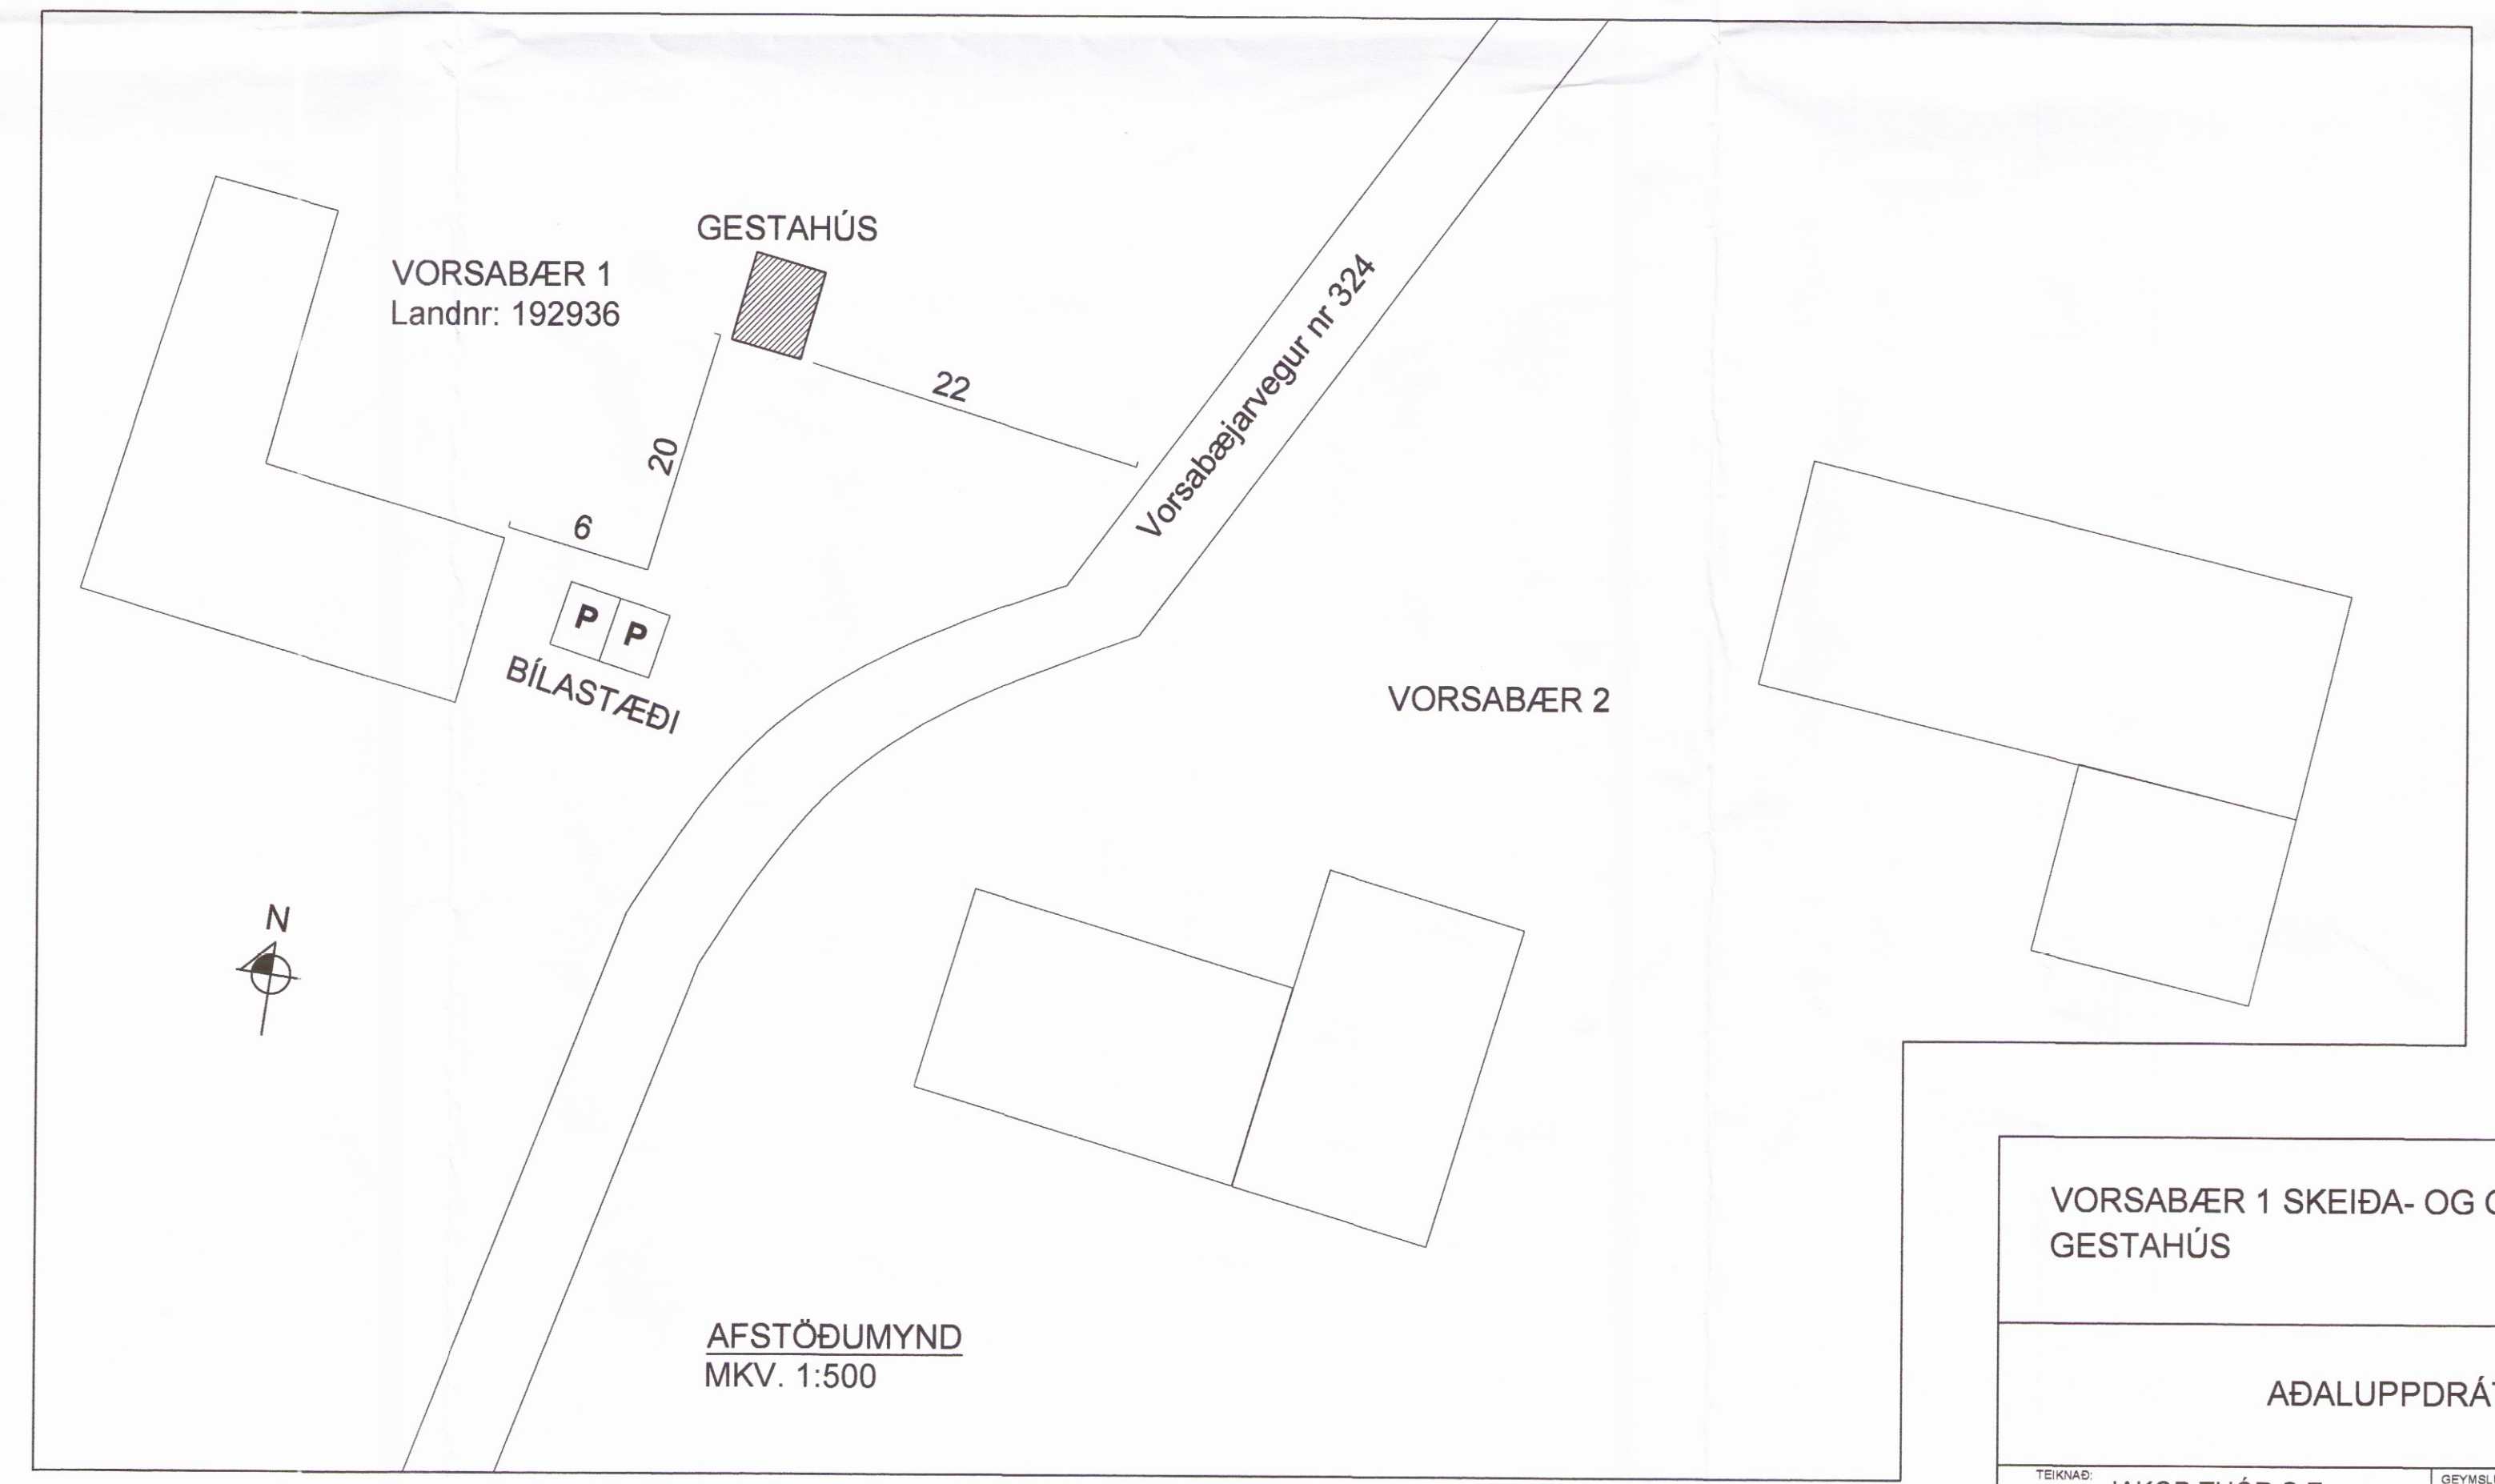 GESTAHÚS
VORSABÆR 1
Landnr: 192936
22
20
6
P P
BÍLASTÆÐI
Vorsabæjarvegur nr 324
VORSABÆR 2
N
AFSTÖÐUMYND
MKV. 1:500
VORSABÆR 1 SKEIÐA- OG
GESTAHÚS
TEIKNAÐ: